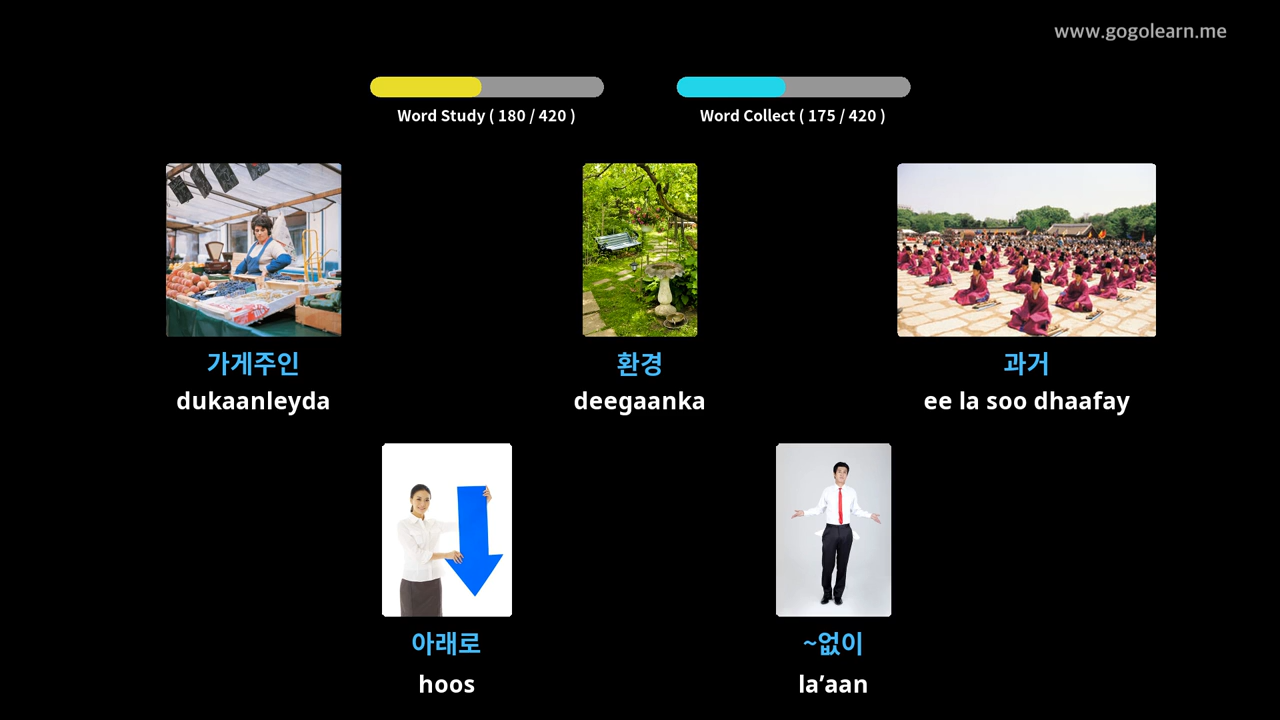 www.gogolearn.me
Word Study ( 180 / 420 )
Word Collect ( 175 / 420 )
가게주인
dukaanleyda
환경
deegaanka
과거
ee la soo dhaafay
아래로
hoos
~없이
la’aan